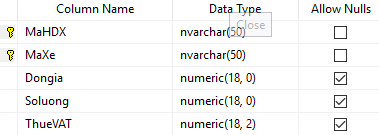 Column Name Data Type Allow Nulls
Close
MaHDX nvarchar(50)
MaXe nvarchar(50)
Dongia numeric(18, 0)
Soluong numeric(18, 0)
ThueVAT numeric(18, 2)